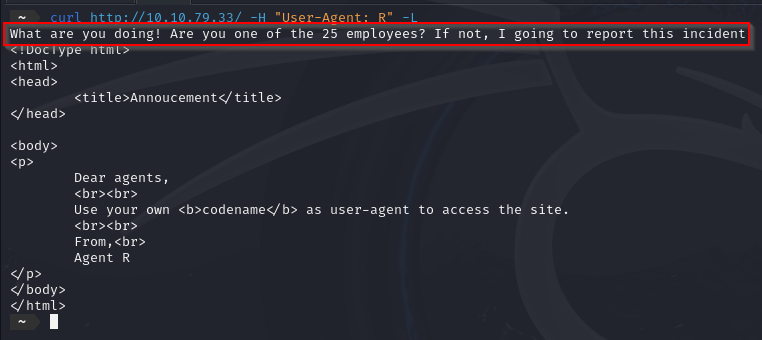 ~ curl http://10.10.79.33/ -H "User-Agent: R" -L
What are you doing! Are you one of the 25 employees? If not, I going to report this incident
<!DocType html>
<html>
<head>
<title>Annoucement</title>
</head>
<body>
<p>
Dear agents,
<br><br>
Use your own <b>codename</b> as user-agent to access the site.
<br><br>
From,<br>
Agent R
</p>
</body>
</html>
~